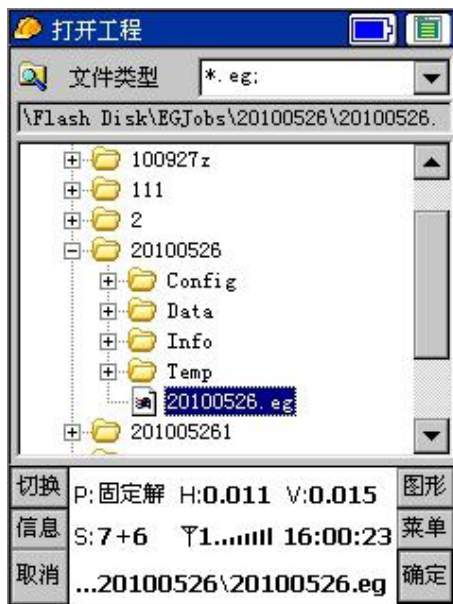 打开工程
文件类型 *.eg;
\Flash Disk\EGJobs\20100526\20100526.
100927z
111
2
20100526
Config
Data
Info
Temp
20100526.eg
201005261
切换 P:固定解 H:0.011 V:0.015 图形
信息 S:7+6 1 16:00:23 菜单
取消 ...20100526\20100526.eg 确定